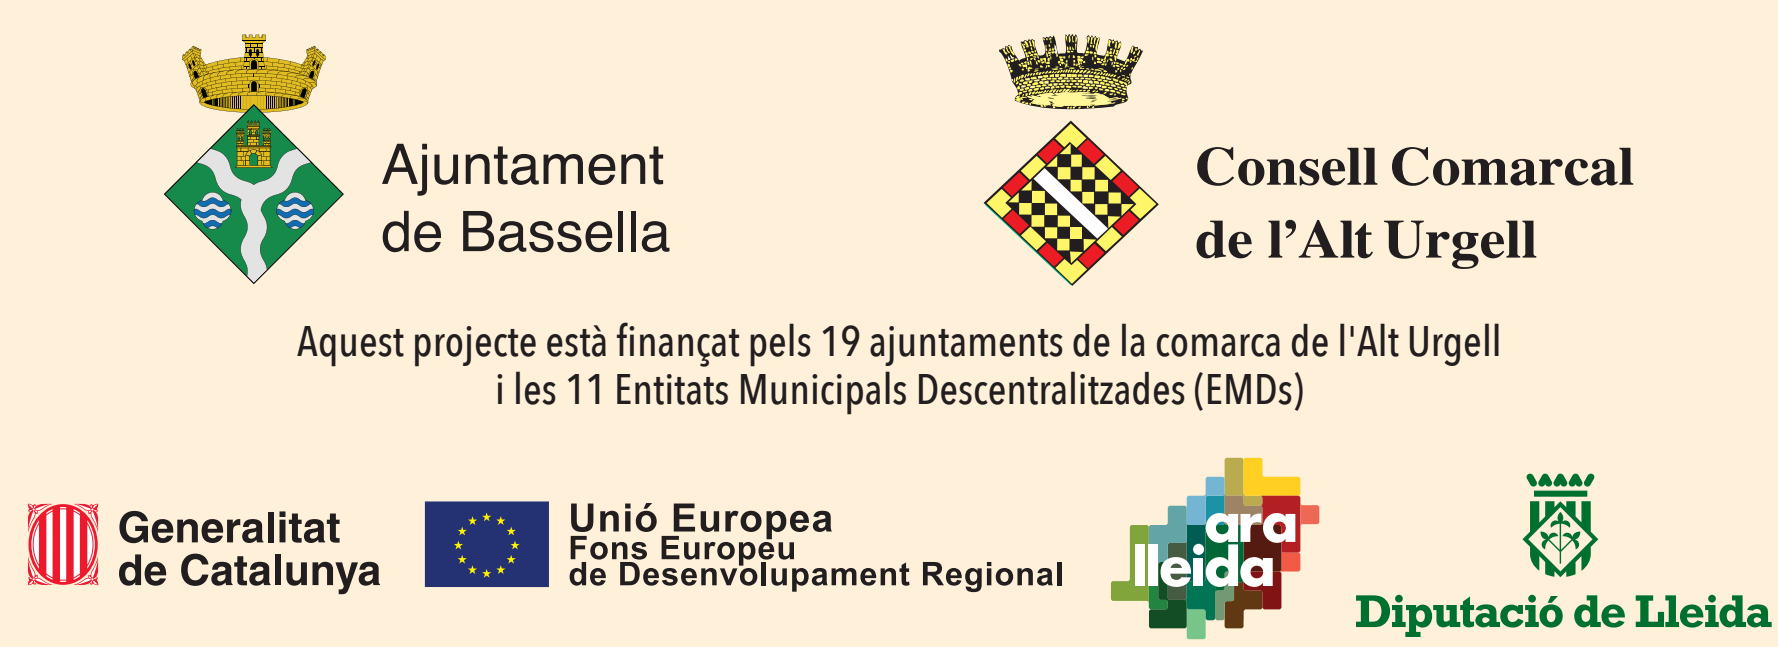 Ajuntament
de Bassella
Consell Comarcal
de l'Alt Urgell
Aquest projecte està finançat pels 19 ajuntaments de la comarca de l'Alt Urgell
i les 11 Entitats Municipals Descentralitzades (EMDs)
Generalitat
de Catalunya
Unió Europea
Fons Europeu
de Desenvolupament Regional
ara
lleida
Diputació de Lleida